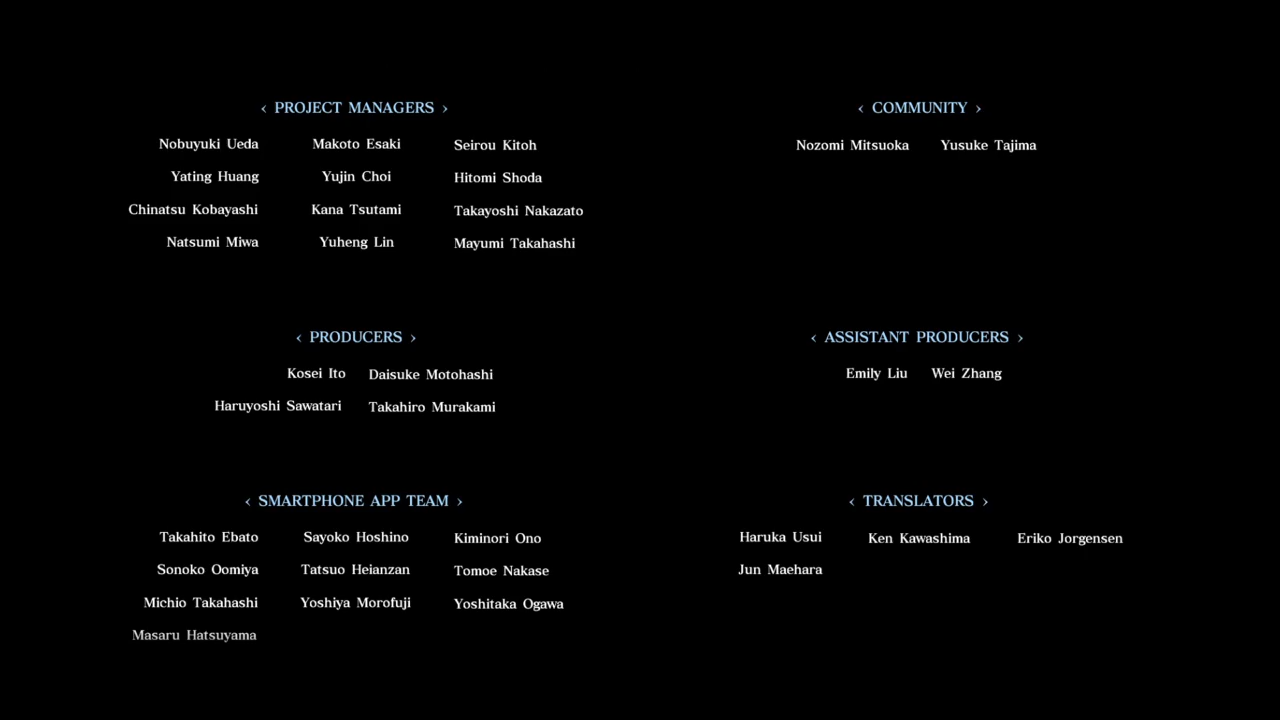 ‹ PROJECT MANAGERS ›
Nobuyuki Ueda Makoto Esaki Seirou Kitoh
Yating Huang Yujin Choi Hitomi Shoda
Chinatsu Kobayashi Kana Tsutami Takayoshi Nakazato
Natsumi Miwa Yuheng Lin Mayumi Takahashi
‹ COMMUNITY ›
Nozomi Mitsuoka Yusuke Tajima
‹ PRODUCERS ›
Kosei Ito Daisuke Motohashi
Haruyoshi Sawatari Takahiro Murakami
‹ ASSISTANT PRODUCERS ›
Emily Liu Wei Zhang
‹ SMARTPHONE APP TEAM ›
Takahito Ebato Sayoko Hoshino Kiminori Ono
Sonoko Oomiya Tatsuo Heianzan Tomoe Nakase
Michio Takahashi Yoshiya Morofuji Yoshitaka Ogawa
Masaru Hatsuyama
‹ TRANSLATORS ›
Haruka Usui Ken Kawashima Eriko Jorgensen
Jun Maehara